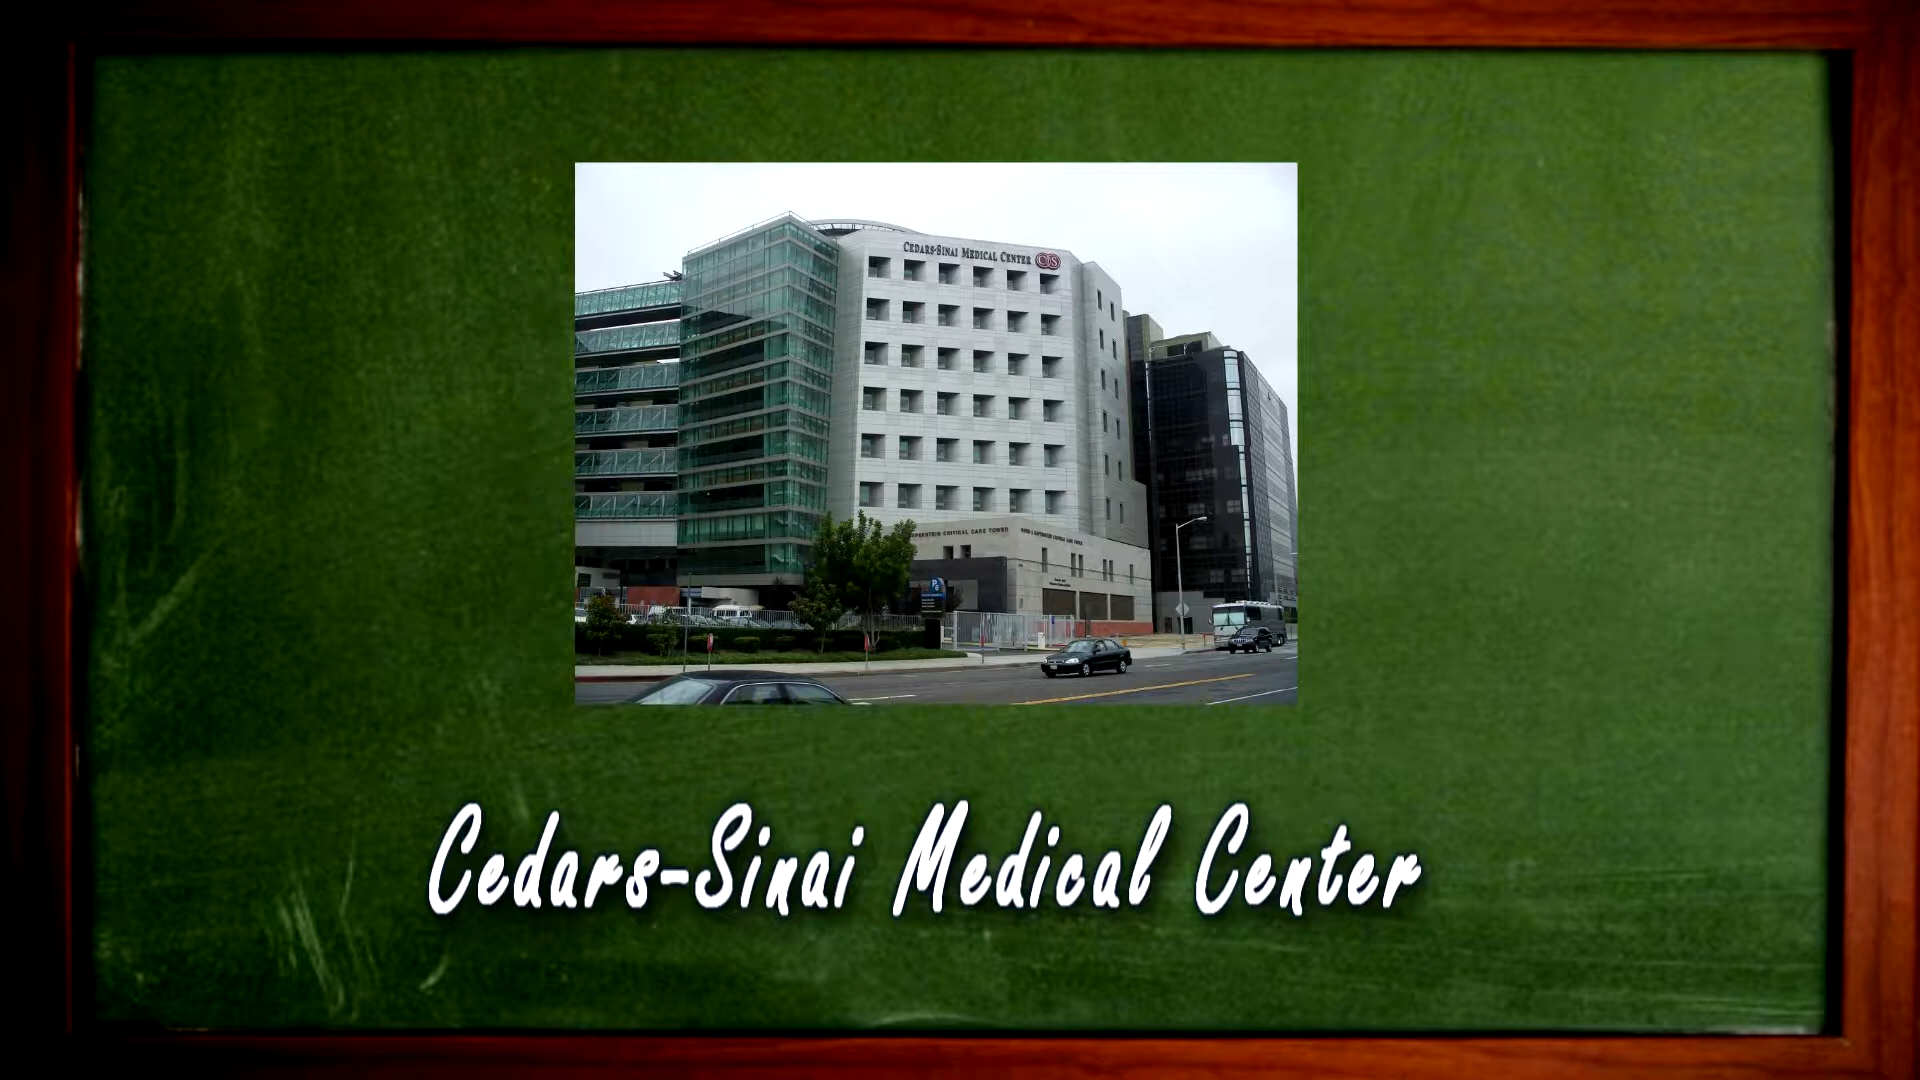 CEDARS-SINAI MEDICAL CENTER
CRITICAL CARE TOWER
Cedars-Sinai Medical Center